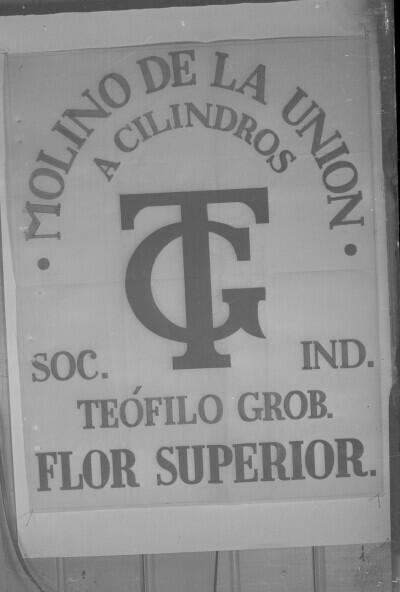 • MOLINO DE LA UNION •
A CILINDROS
TG
SOC. IND.
TEÓFILO GROB.
FLOR SUPERIOR.